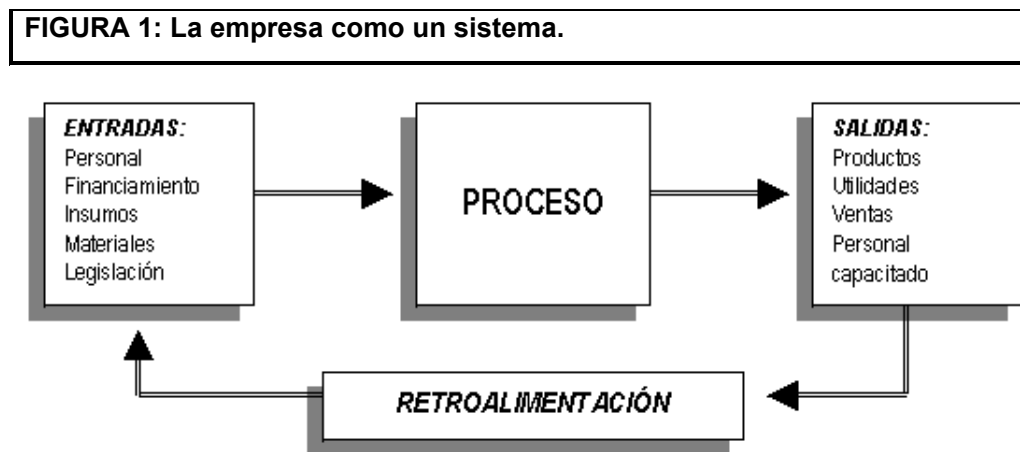 FIGURA 1: La empresa como un sistema.
ENTRADAS:
Personal
Financiamiento
Insumos
Materiales
Legislación
PROCESO
SALIDAS:
Productos
Utilidades
Ventas
Personal
capacitado
RETROALIMENTACIÓN